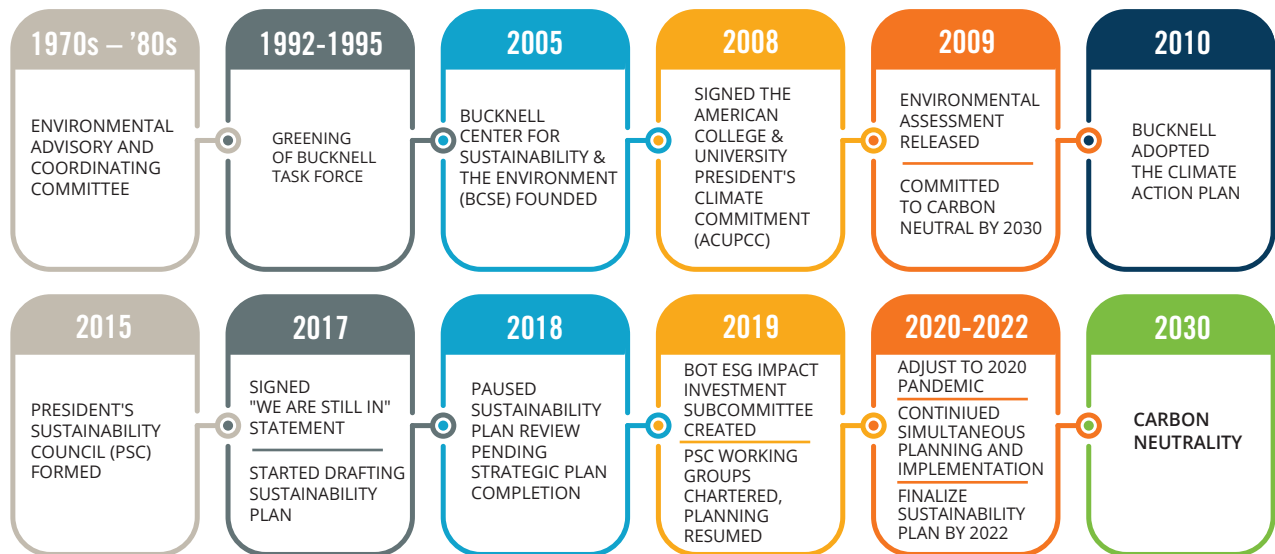 1970s – ’80s
ENVIRONMENTAL
ADVISORY AND
COORDINATING
COMMITTEE
1992-1995
GREENING
OF BUCKNELL
TASK FORCE
2005
BUCKNELL
CENTER FOR
SUSTAINABILITY &
THE ENVIRONMENT
(BCSE) FOUNDED
2008
SIGNED THE
AMERICAN
COLLEGE &
UNIVERSITY
PRESIDENT'S
CLIMATE
COMMITMENT
(ACUPCC)
2009
ENVIRONMENTAL
ASSESSMENT
RELEASED
COMMITTED
TO CARBON
NEUTRAL BY 2030
2010
BUCKNELL
ADOPTED
THE CLIMATE
ACTION PLAN
2015
PRESIDENT'S
SUSTAINABILITY
COUNCIL (PSC)
FORMED
2017
SIGNED
"WE ARE STILL IN"
STATEMENT
STARTED DRAFTING
SUSTAINABILITY
PLAN
2018
PAUSED
SUSTAINABILITY
PLAN REVIEW
PENDING
STRATEGIC PLAN
COMPLETION
2019
BOT ESG IMPACT
INVESTMENT
SUBCOMMITTEE
CREATED
PSC WORKING
GROUPS
CHARTERED,
PLANNING
RESUMED
2020-2022
ADJUST TO 2020
PANDEMIC
CONTINIUED
SIMULTANEOUS
PLANNING AND
IMPLEMENTATION
FINALIZE
SUSTAINABILITY
PLAN BY 2022
2030
CARBON
NEUTRALITY